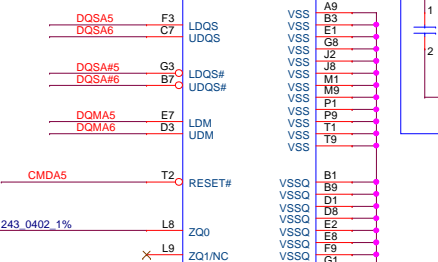 DQSA5 F3 LDQS
DQSA6 C7 UDQS
DQSA#5 G3 LDQS#
DQSA#6 B7 UDQS#
DQMA5 E7 LDM
DQMA6 D3 UDM
CMDA5 T2 RESET#
243_0402_1% L8 ZQ0
L9 ZQ1/NC
VSS A9
VSS B3
VSS E1
VSS G8
VSS J2
VSS J8
VSS M1
VSS M9
VSS P1
VSS P9
VSS T1
VSS T9
VSSQ B1
VSSQ B9
VSSQ D1
VSSQ D8
VSSQ E2
VSSQ E8
VSSQ F9
VSSQ G1
1
2